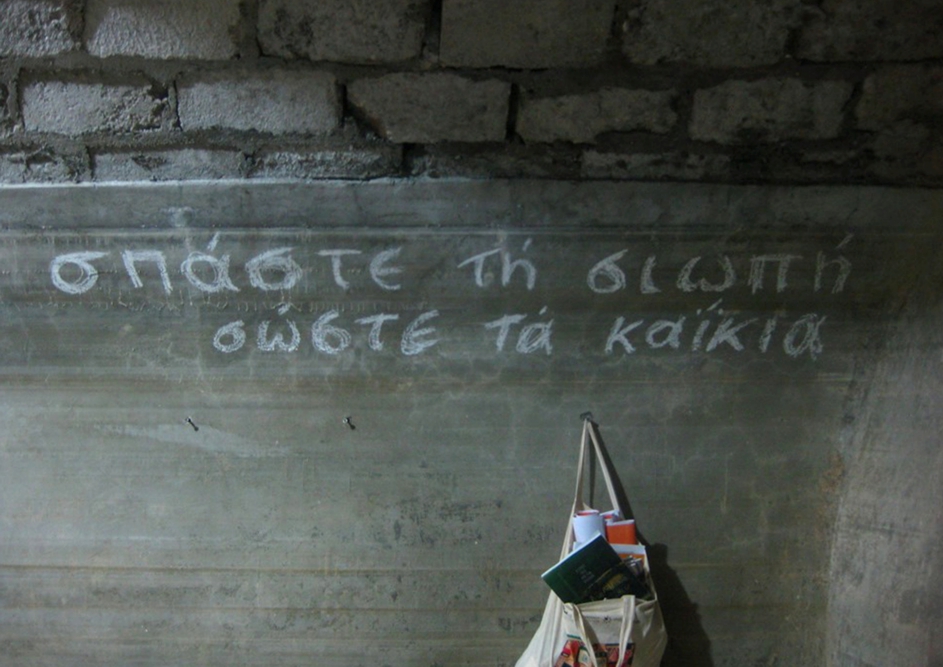 σπάστε τή σιωπή
σώστε τά καΐκια